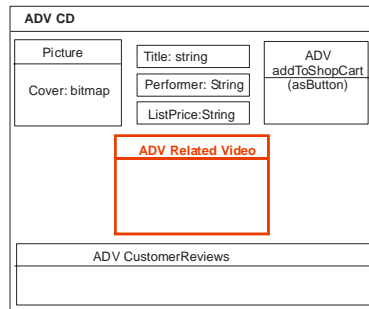 ADV CD
Picture
Cover: bitmap
Title: string
Performer: String
ListPrice:String
ADV
addToShopCart
(asButton)
ADV Related Video
ADV CustomerReviews